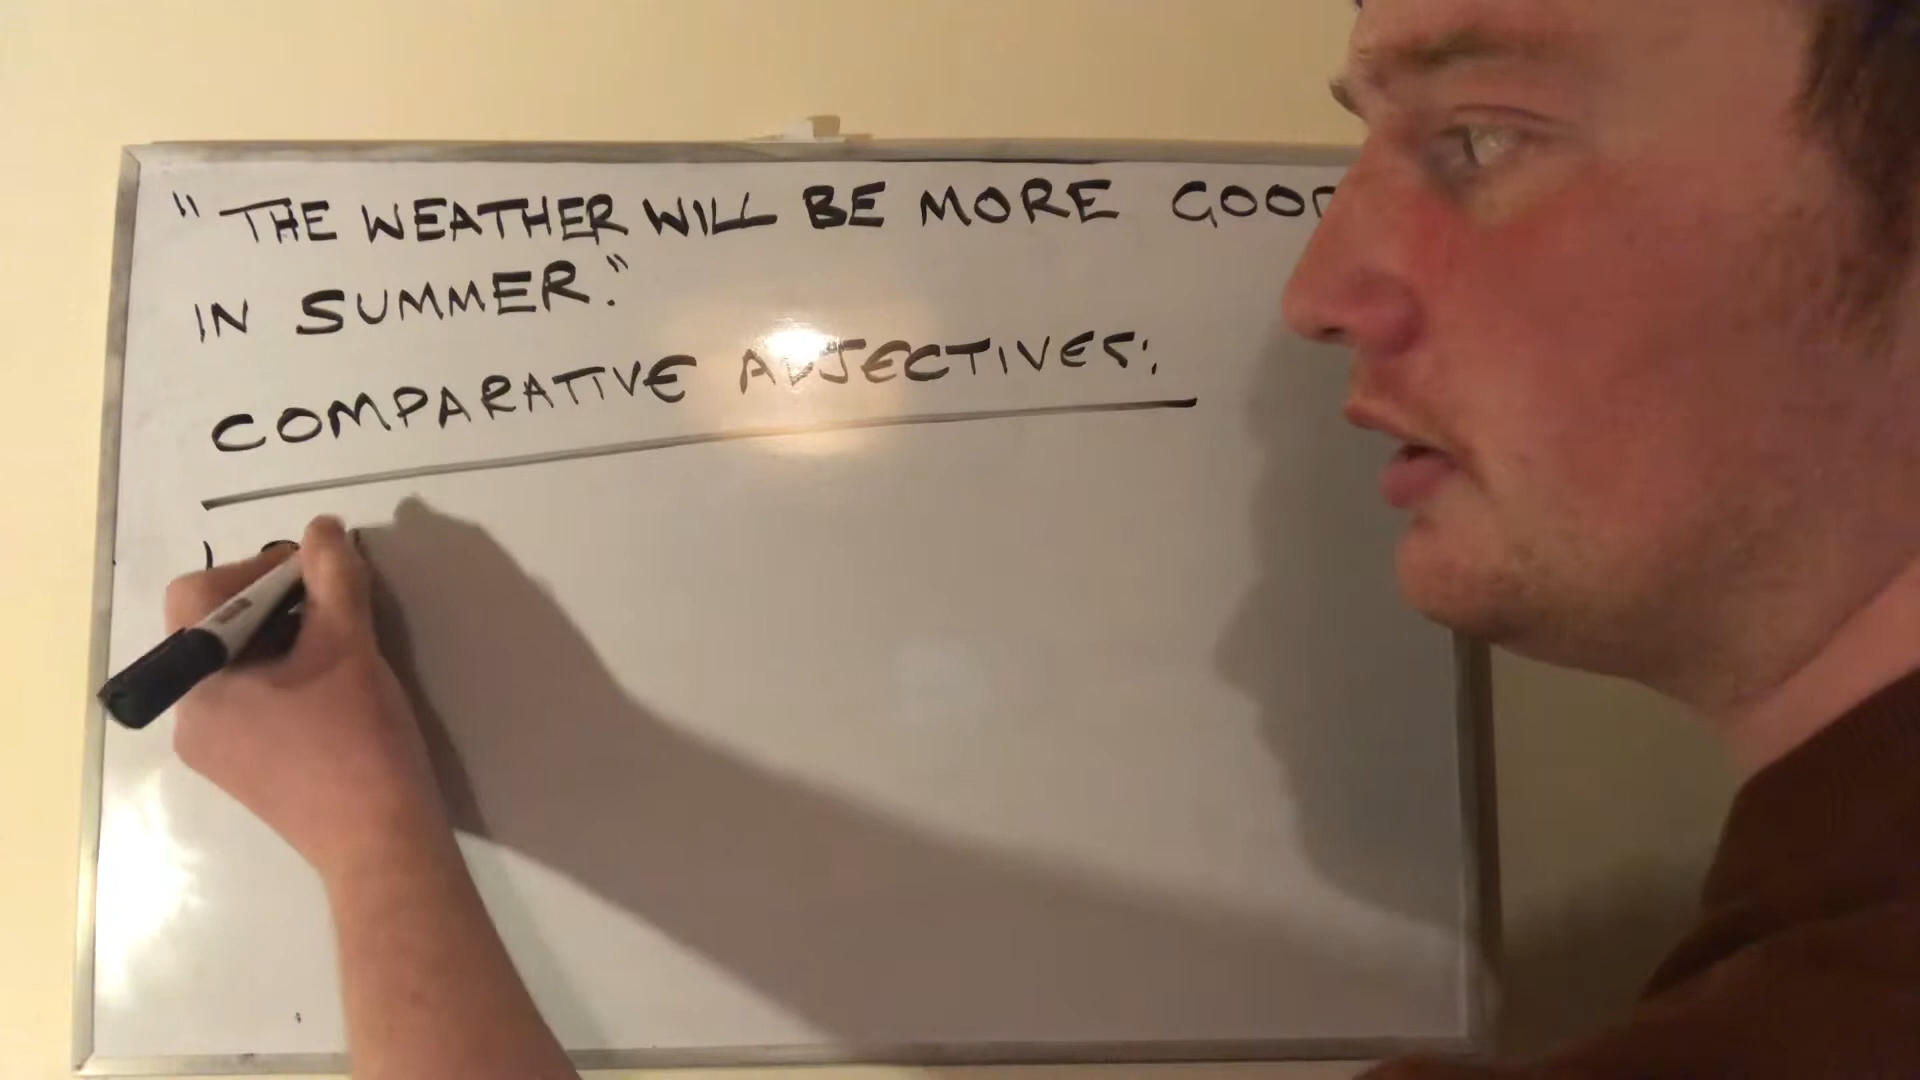 "THE WEATHER WILL BE MORE GOOD
IN SUMMER."
COMPARATIVE ADJECTIVES: